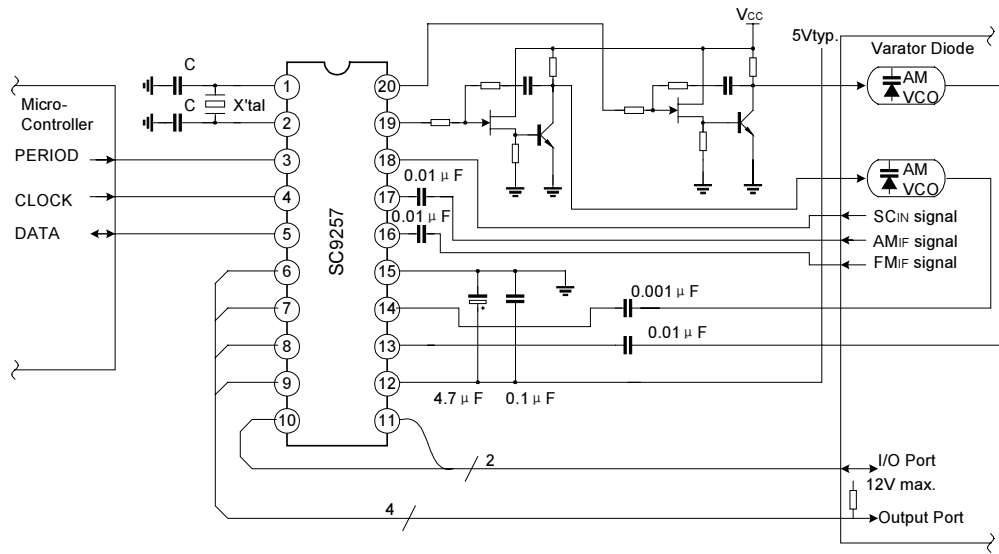 Vcc
5Vtyp.
Varator Diode
C
C
X'tal
Micro-
Controller
PERIOD
CLOCK
DATA
1
2
3
4
5
6
7
8
9
10
SC9257
20
19
18
17
16
15
14
13
12
11
0.01 μ F
0.01 μ F
AM
VCO
AM
VCO
SCIN signal
AMIF signal
FMIF signal
0.001 μ F
0.01 μ F
4.7 μ F
0.1 μ F
+
2
I/O Port
12V max.
4
Output Port